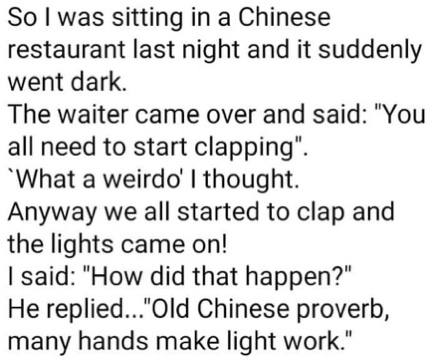 So I was sitting in a Chinese
restaurant last night and it suddenly
went dark.
The waiter came over and said: "You
all need to start clapping".
`What a weirdo' I thought.
Anyway we all started to clap and
the lights came on!
I said: "How did that happen?"
He replied..."Old Chinese proverb,
many hands make light work."